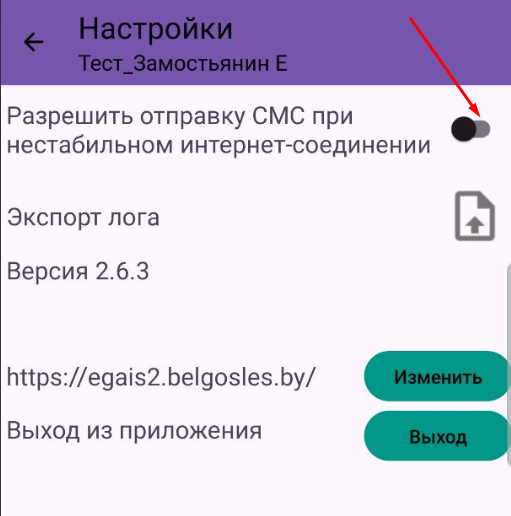 Настройки
Тест_Замостьянин Е
Разрешить отправку СМС при
нестабильном интернет-соединении
Экспорт лога
Версия 2.6.3
https://egais2.belgosles.by/
Изменить
Выход из приложения
Выход